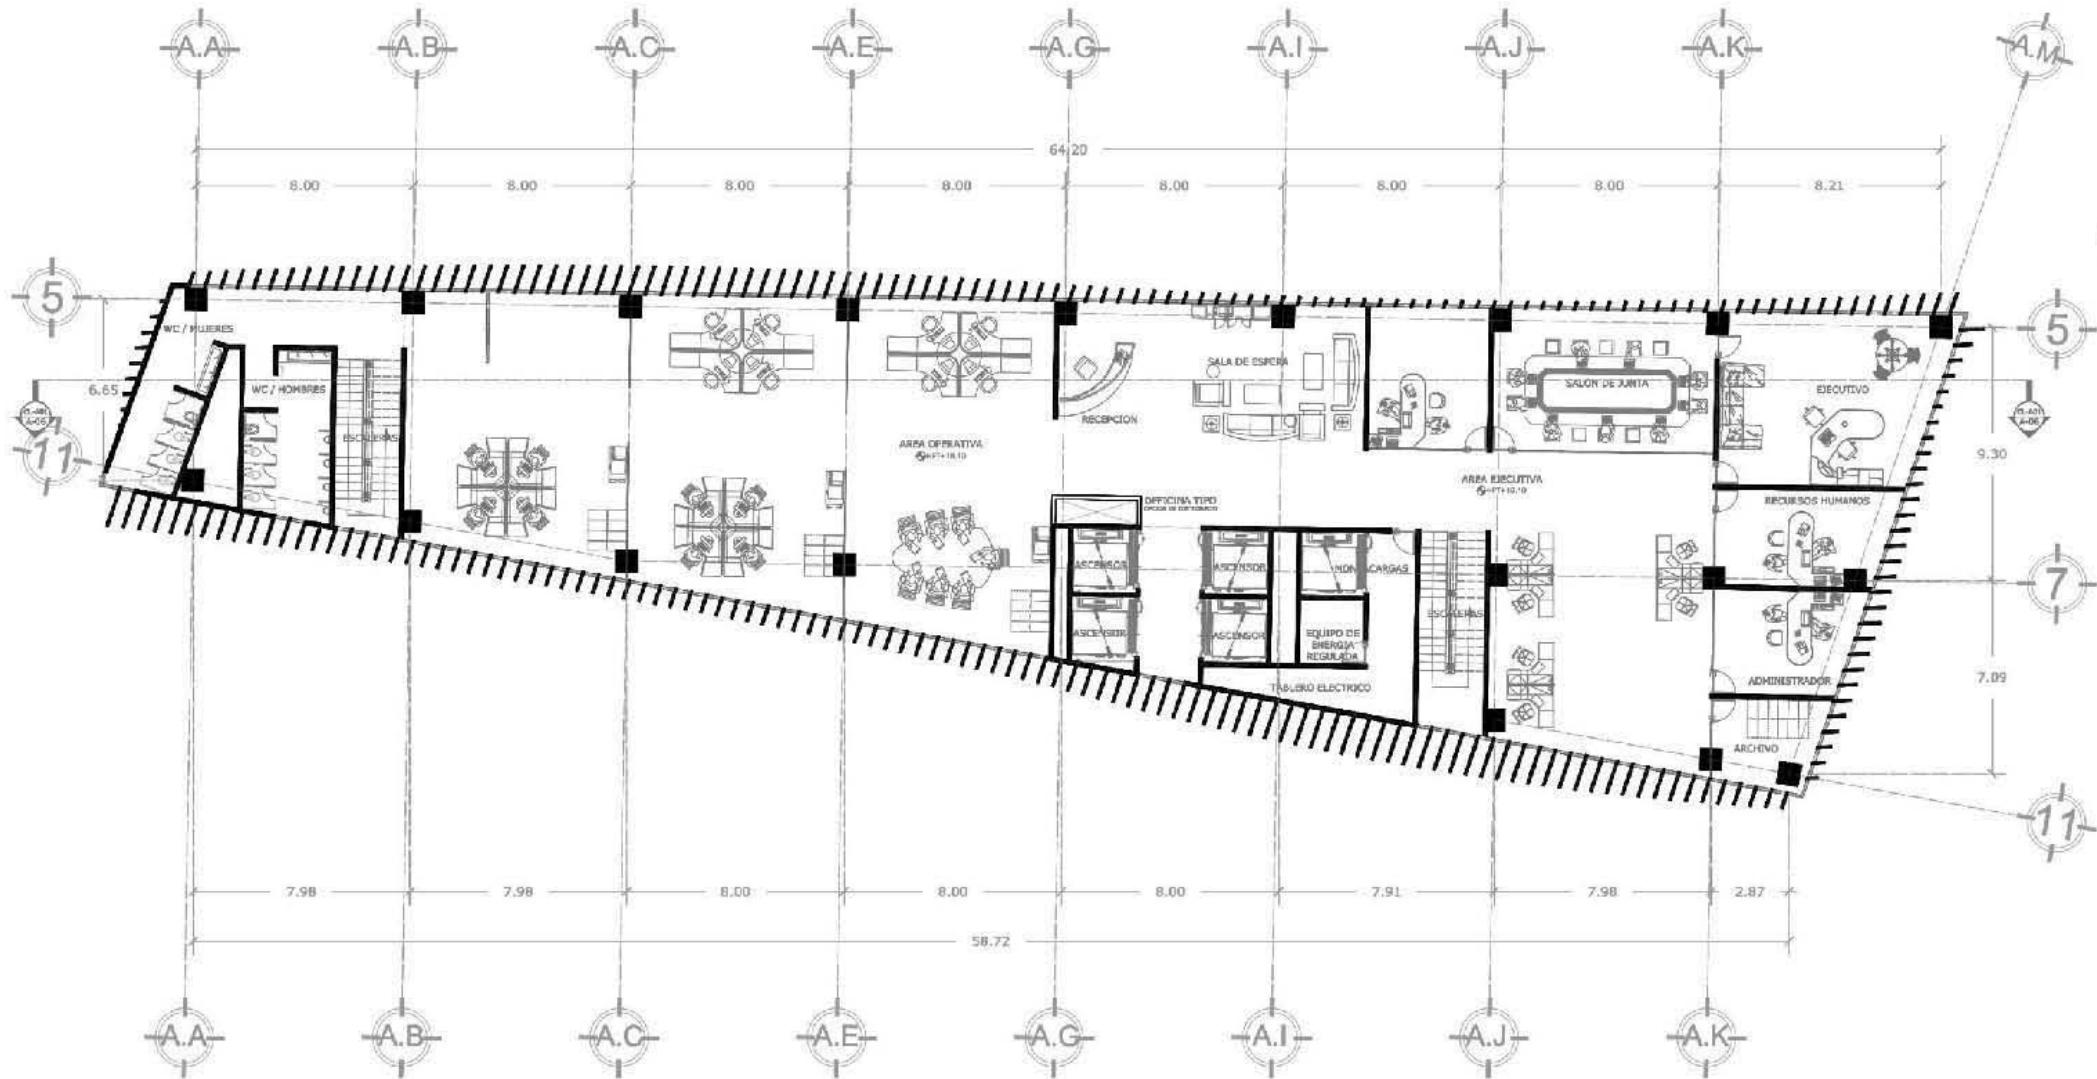 A.A A.B A.C A.E A.G A.I A.J A.K A.M
64.20
8.00 8.00 8.00 8.00 8.00 8.00 8.00 8.21
5 5
WC / MUJERES
6.65
WC / HOMBRES
ESCALERAS
SALA DE ESPERA
SALÓN DE JUNTA
EJECUTIVO
RECEPCION
AREA OPERATIVA
11
9.30
AREA EJECUTIVA
RECURSOS HUMANOS
OFFICINA TIPO
ASCENSOR ASCENSOR MONTACARGAS
7
ESCALERAS
ASCENSOR ASCENSOR
EQUIPO DE
ENERGIA
REGULADA
TABLERO ELECTRICO
ADMINISTRADOR
7.09
ARCHIVO
11
7.98 7.98 8.00 8.00 8.00 7.91 7.98 2.87
58.72
A.A A.B A.C A.E A.G A.I A.J A.K